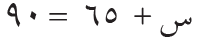 س + ٦٥ = ٩٠